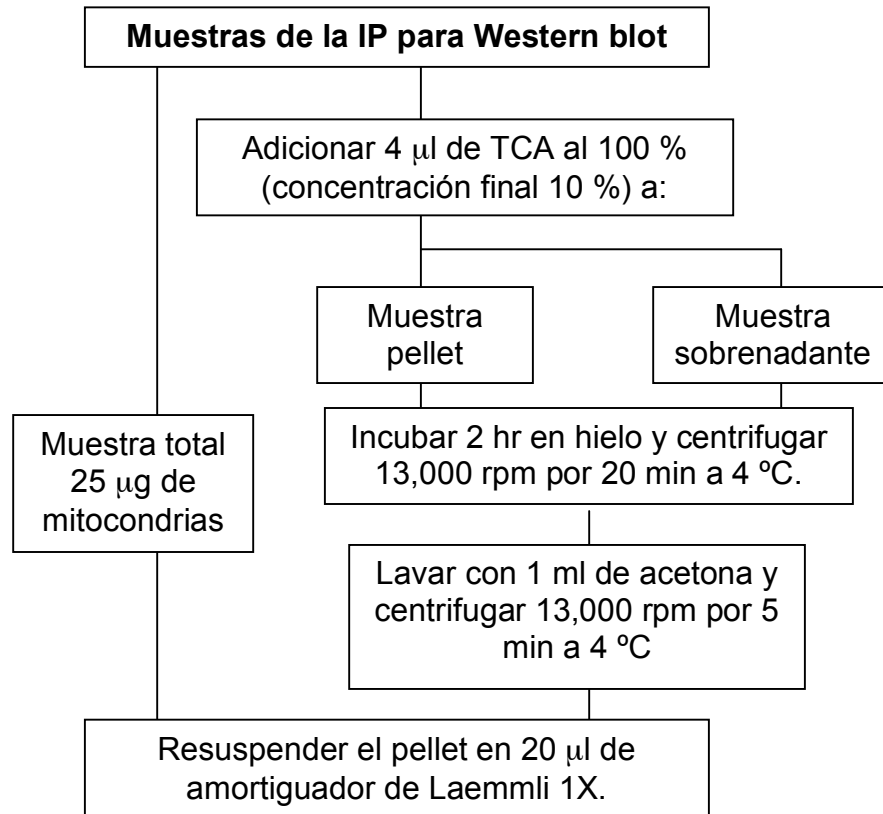 Muestras de la IP para Western blot
Adicionar 4 μl de TCA al 100 %
(concentración final 10 %) a:
Muestra
pellet
Muestra
sobrenadante
Muestra total
25 μg de
mitocondrias
Incubar 2 hr en hielo y centrifugar
13,000 rpm por 20 min a 4 ºC.
Lavar con 1 ml de acetona y
centrifugar 13,000 rpm por 5
min a 4 ºC
Resuspender el pellet en 20 μl de
amortiguador de Laemmli 1X.